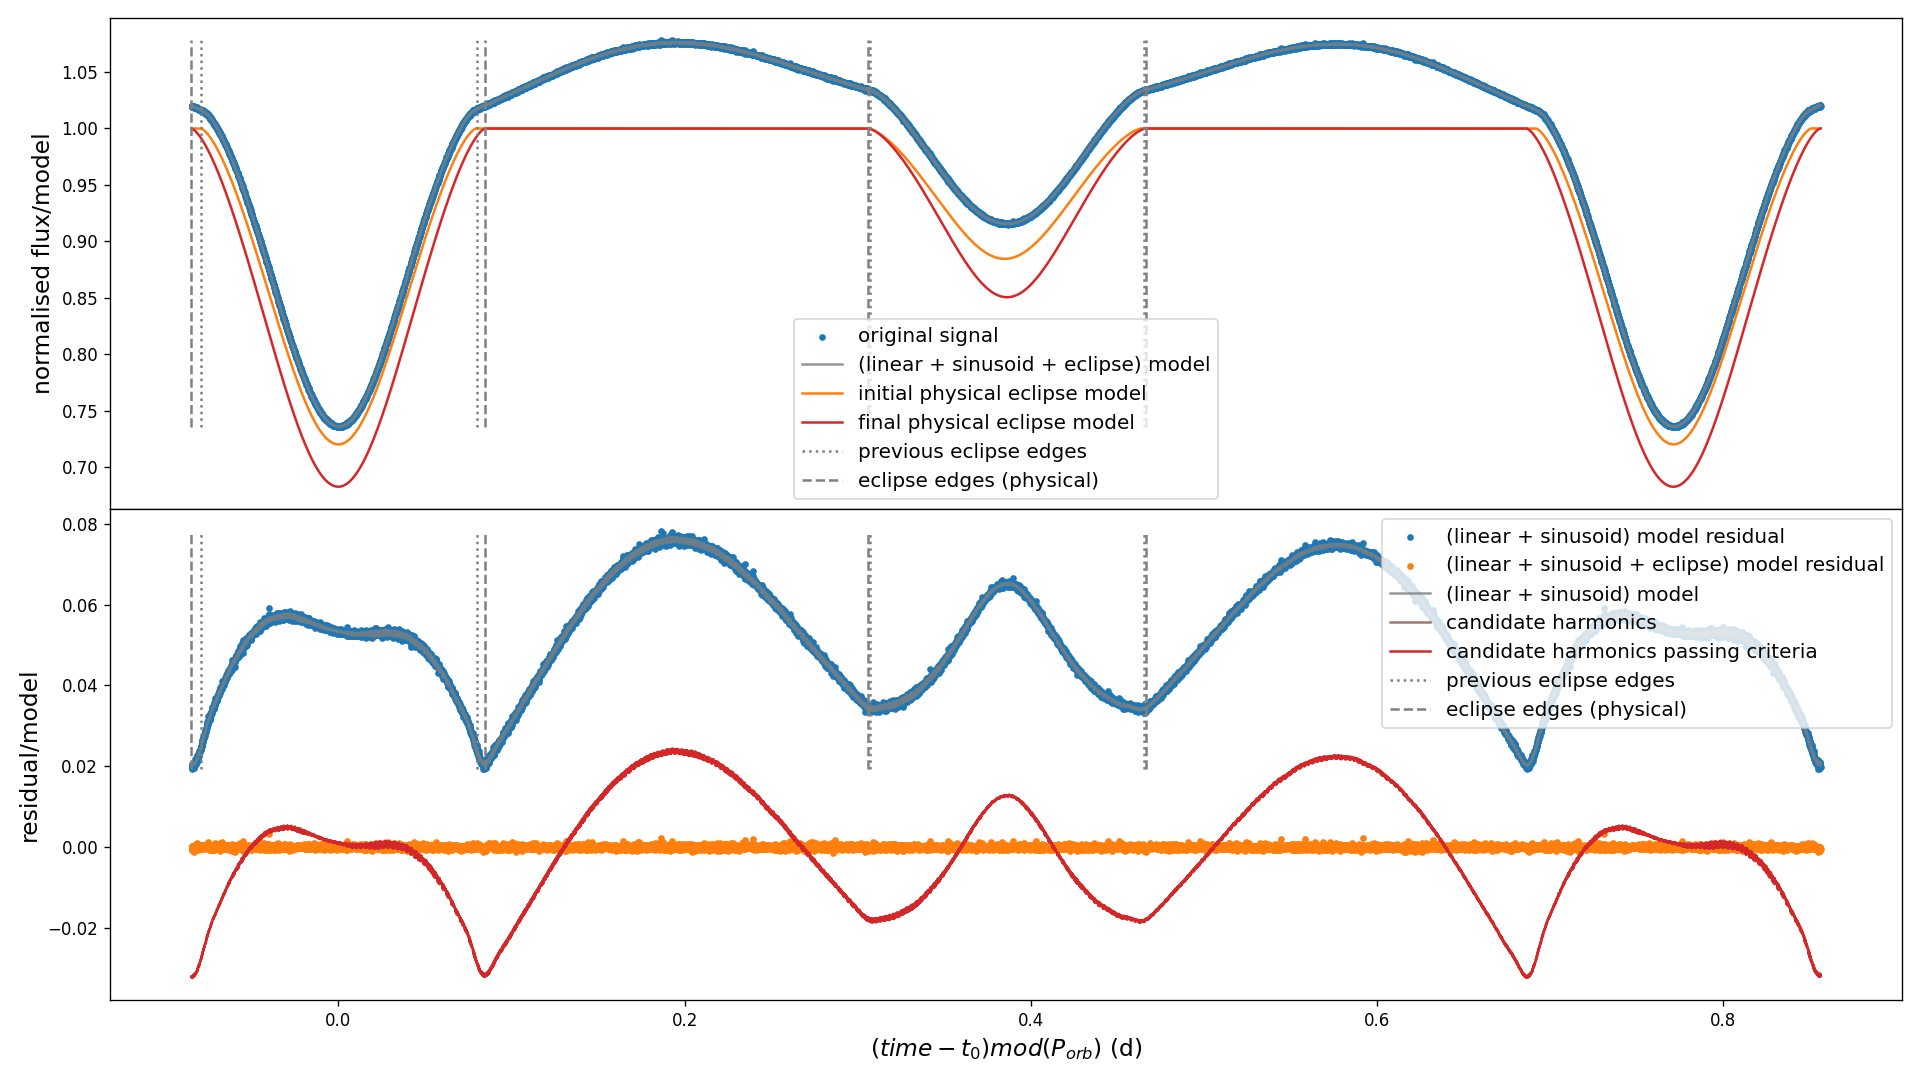 normalised flux/model
1.05
1.00
0.95
0.90
0.85
0.80
0.75
0.70
original signal
(linear + sinusoid + eclipse) model
initial physical eclipse model
final physical eclipse model
previous eclipse edges
eclipse edges (physical)
residual/model
0.08
0.06
0.04
0.02
0.00
−0.02
(linear + sinusoid) model residual
(linear + sinusoid + eclipse) model residual
(linear + sinusoid) model
candidate harmonics
candidate harmonics passing criteria
previous eclipse edges
eclipse edges (physical)
0.0 0.2 0.4 0.6 0.8
(time − t₀)mod(P_orb) (d)